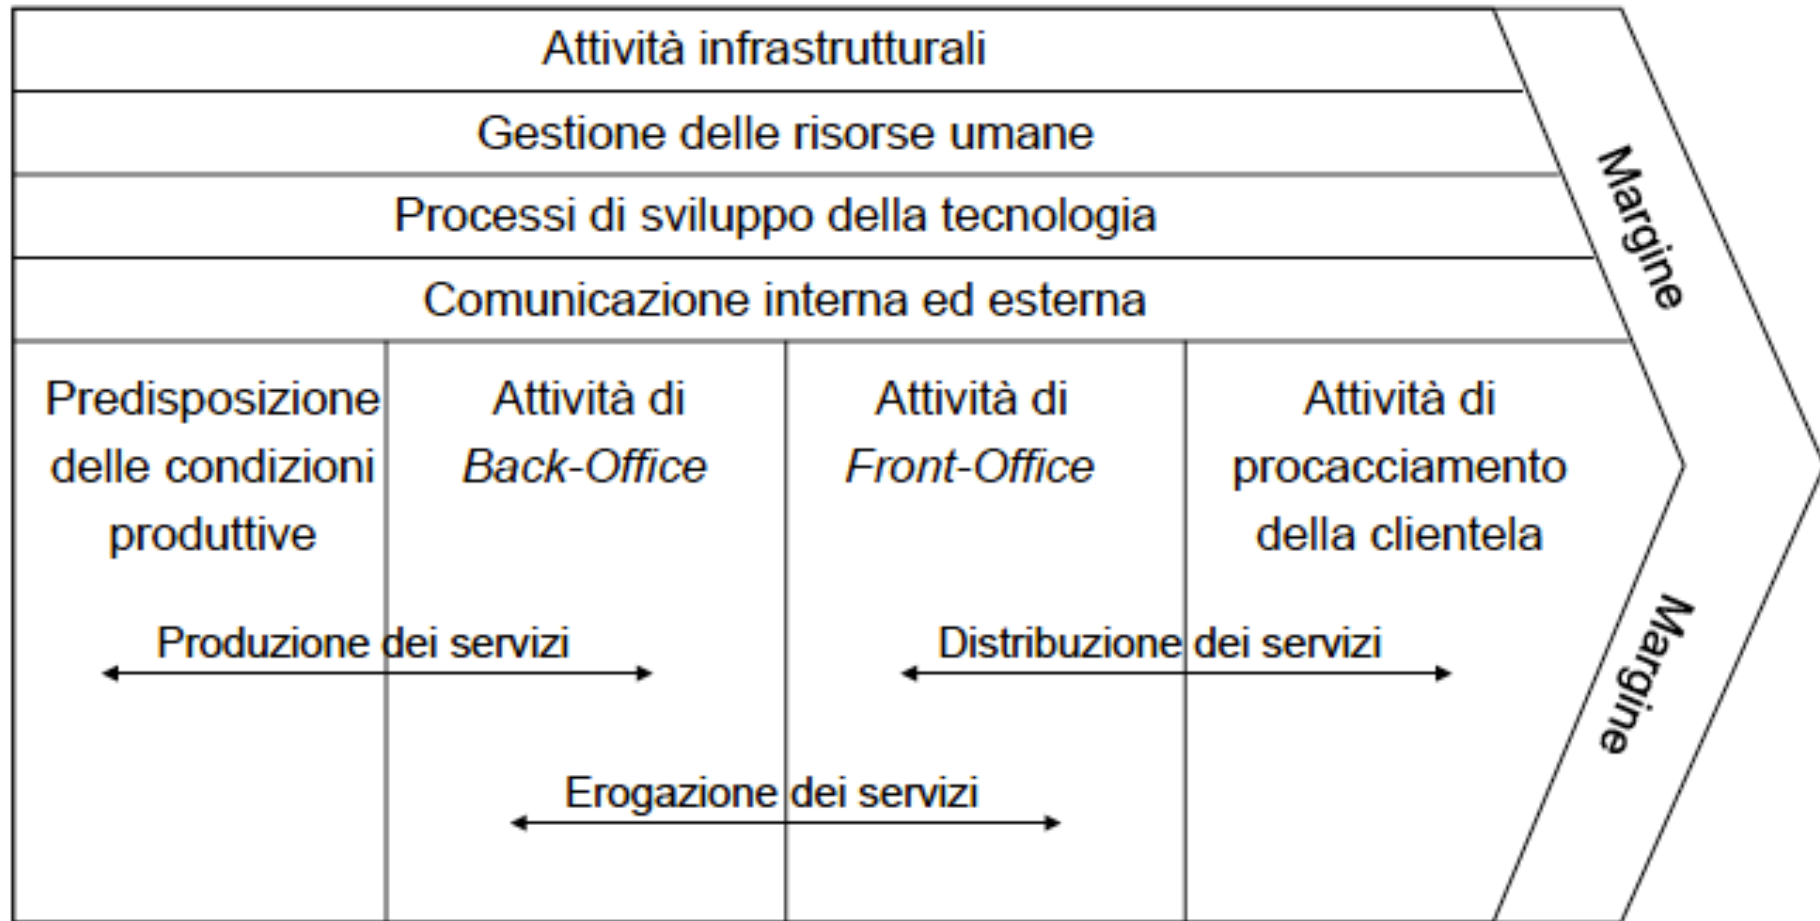 Attività infrastrutturali
Gestione delle risorse umane
Processi di sviluppo della tecnologia
Comunicazione interna ed esterna
Margine
Predisposizione
delle condizioni
produttive
Attività di
Back-Office
Attività di
Front-Office
Attività di
procacciamento
della clientela
Produzione dei servizi
Distribuzione dei servizi
Erogazione dei servizi
Margine